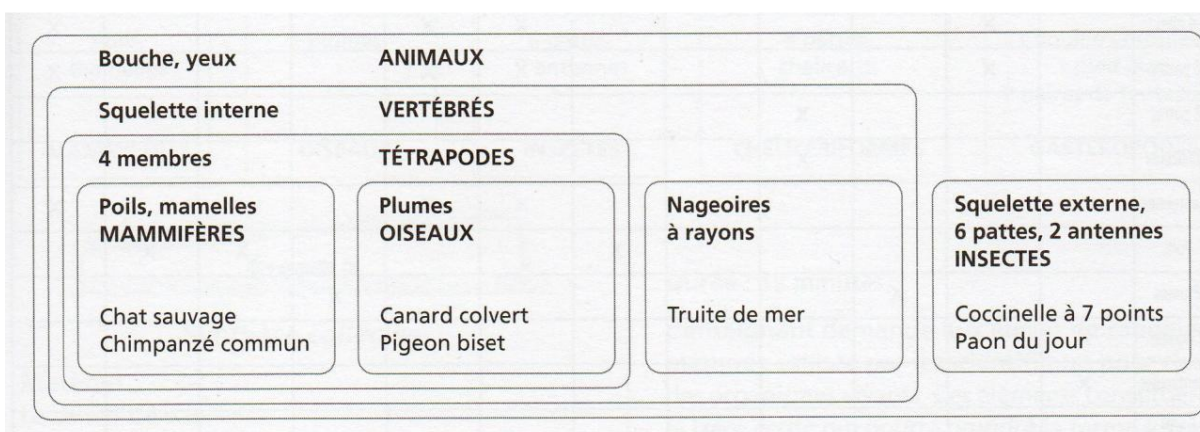 Bouche, yeux ANIMAUX
Squelette interne VERTÉBRÉS
4 membres TÉTRAPODES
Poils, mamelles
MAMMIFÈRES
Chat sauvage
Chimpanzé commun
Plumes
OISEAUX
Canard colvert
Pigeon biset
Nageoires
à rayons
Truite de mer
Squelette externe,
6 pattes, 2 antennes
INSECTES
Coccinelle à 7 points
Paon du jour